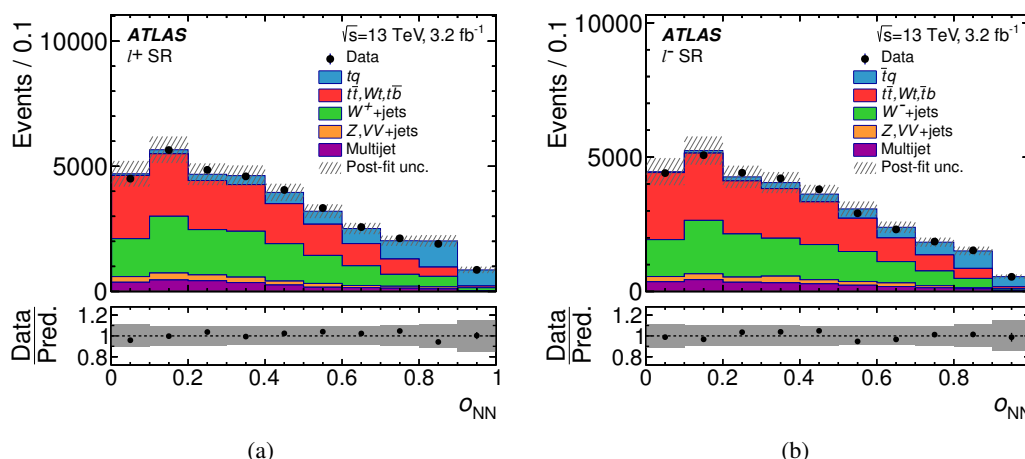 Events / 0.1
10000
5000
0
ATLAS
l+ SR
√s=13 TeV, 3.2 fb⁻¹
Data
tq
tt̄,Wt,tb̄
W⁺+jets
Z,VV+jets
Multijet
Post-fit unc.
Data
Pred.
1.2
1
0.8
0 0.2 0.4 0.6 0.8 1
oNN
(a)
Events / 0.1
10000
5000
0
ATLAS
l⁻ SR
√s=13 TeV, 3.2 fb⁻¹
Data
t̄q
tt̄,Wt,t̄b
W⁻+jets
Z,VV+jets
Multijet
Post-fit unc.
Data
Pred.
1.2
1
0.8
0 0.2 0.4 0.6 0.8
oNN
(b)